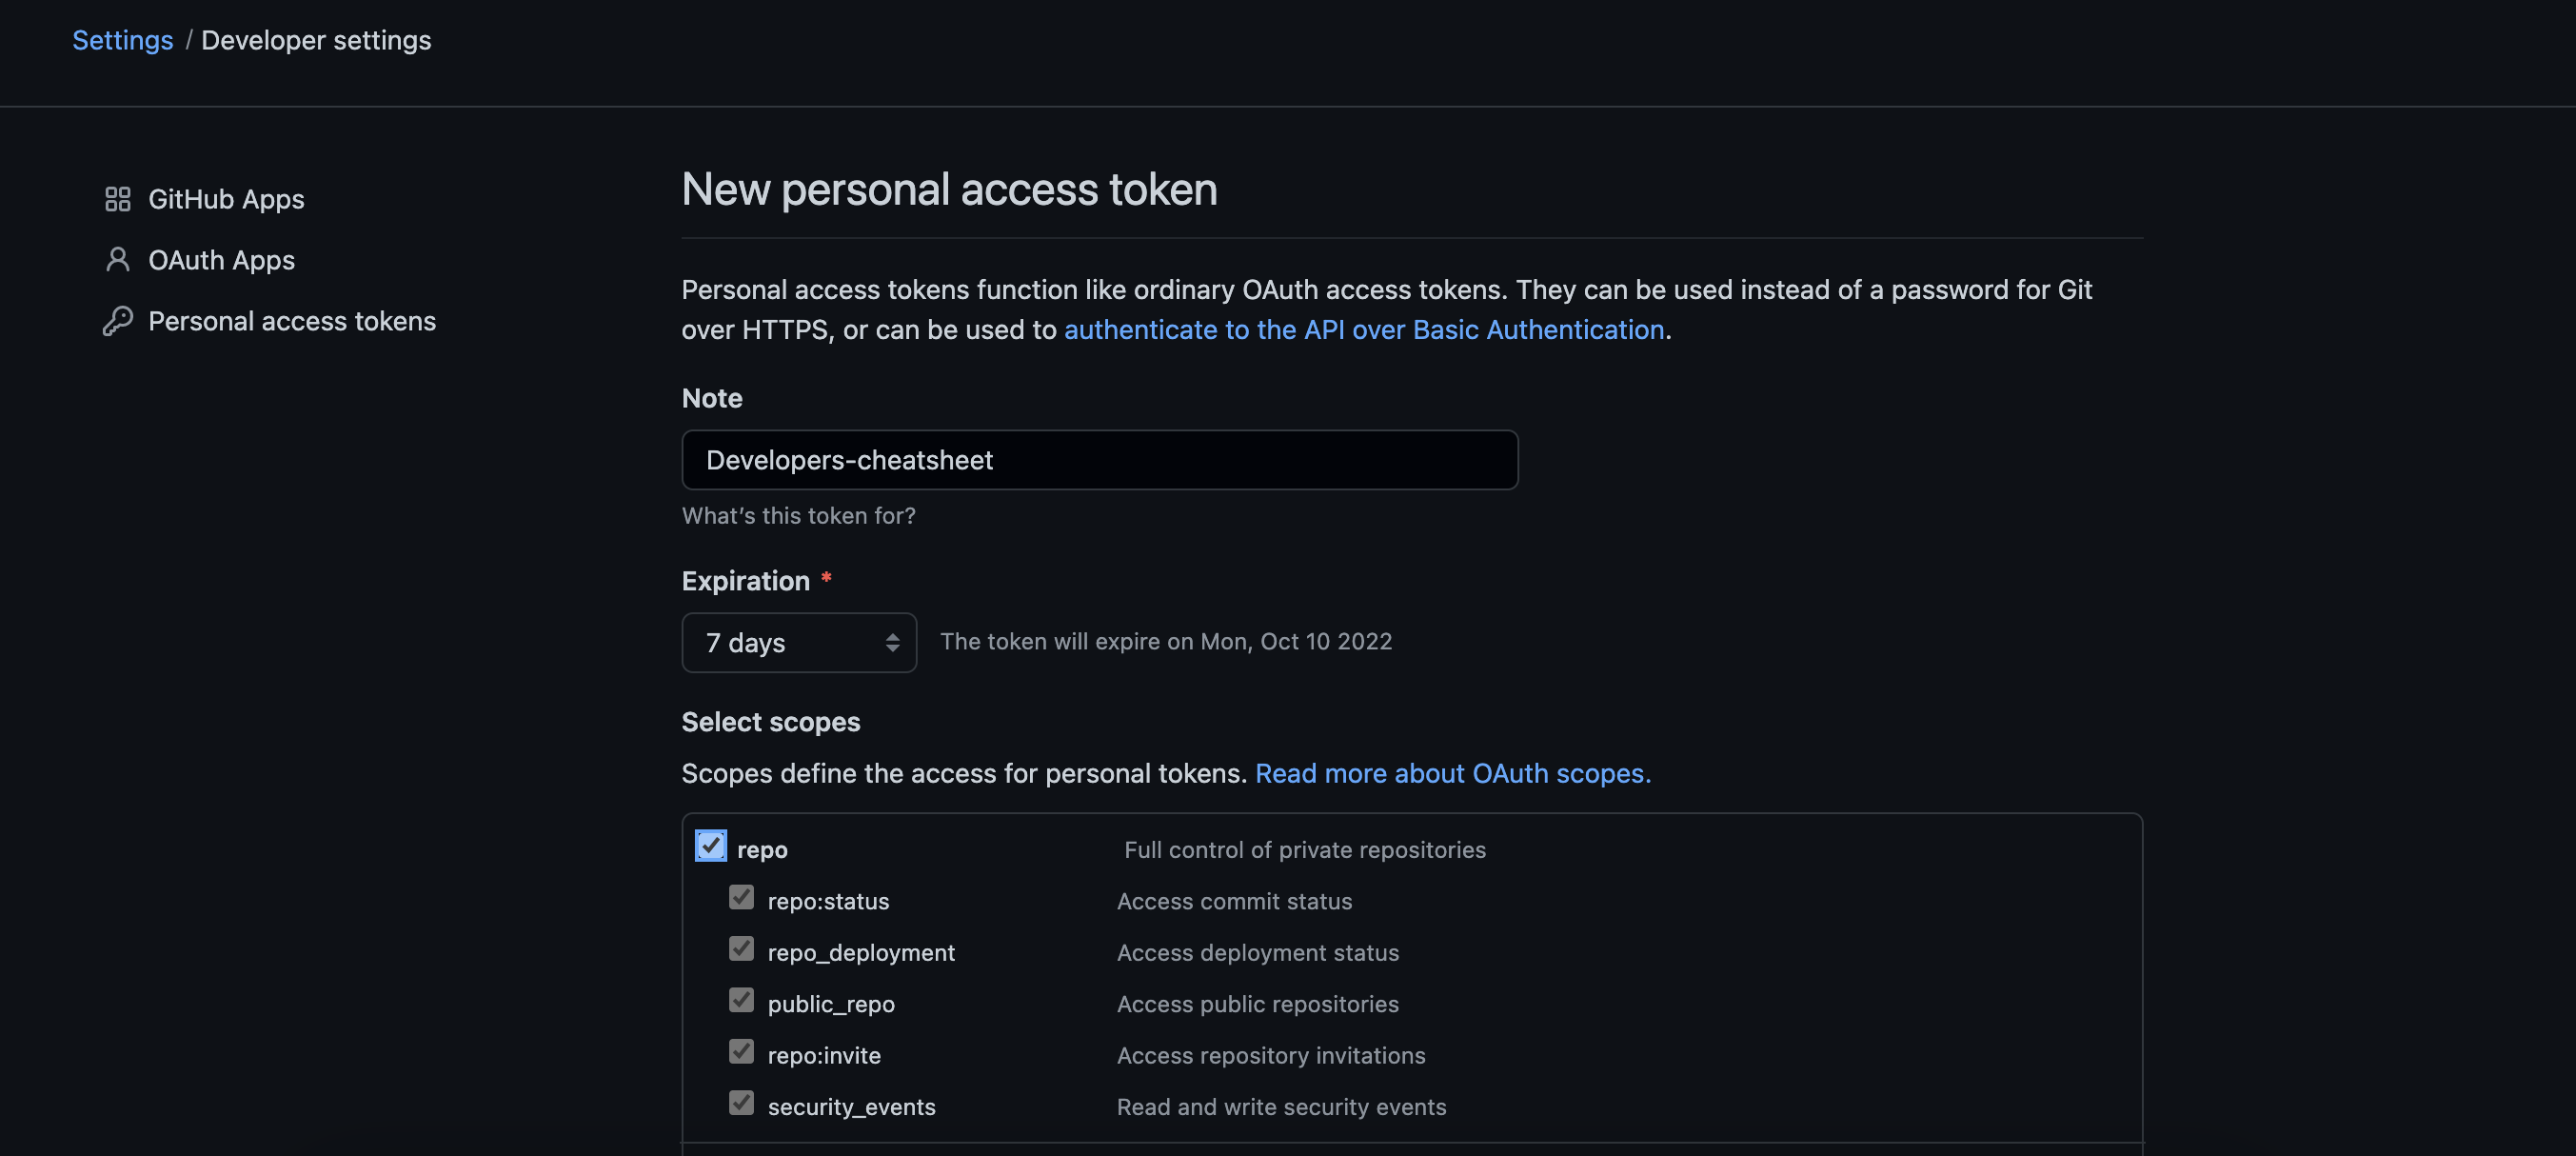 Settings / Developer settings
GitHub Apps
OAuth Apps
Personal access tokens
New personal access token
Personal access tokens function like ordinary OAuth access tokens. They can be used instead of a password for Git
over HTTPS, or can be used to authenticate to the API over Basic Authentication.
Note
Developers-cheatsheet
What’s this token for?
Expiration *
7 days The token will expire on Mon, Oct 10 2022
Select scopes
Scopes define the access for personal tokens. Read more about OAuth scopes.
repo Full control of private repositories
repo:status Access commit status
repo_deployment Access deployment status
public_repo Access public repositories
repo:invite Access repository invitations
security_events Read and write security events